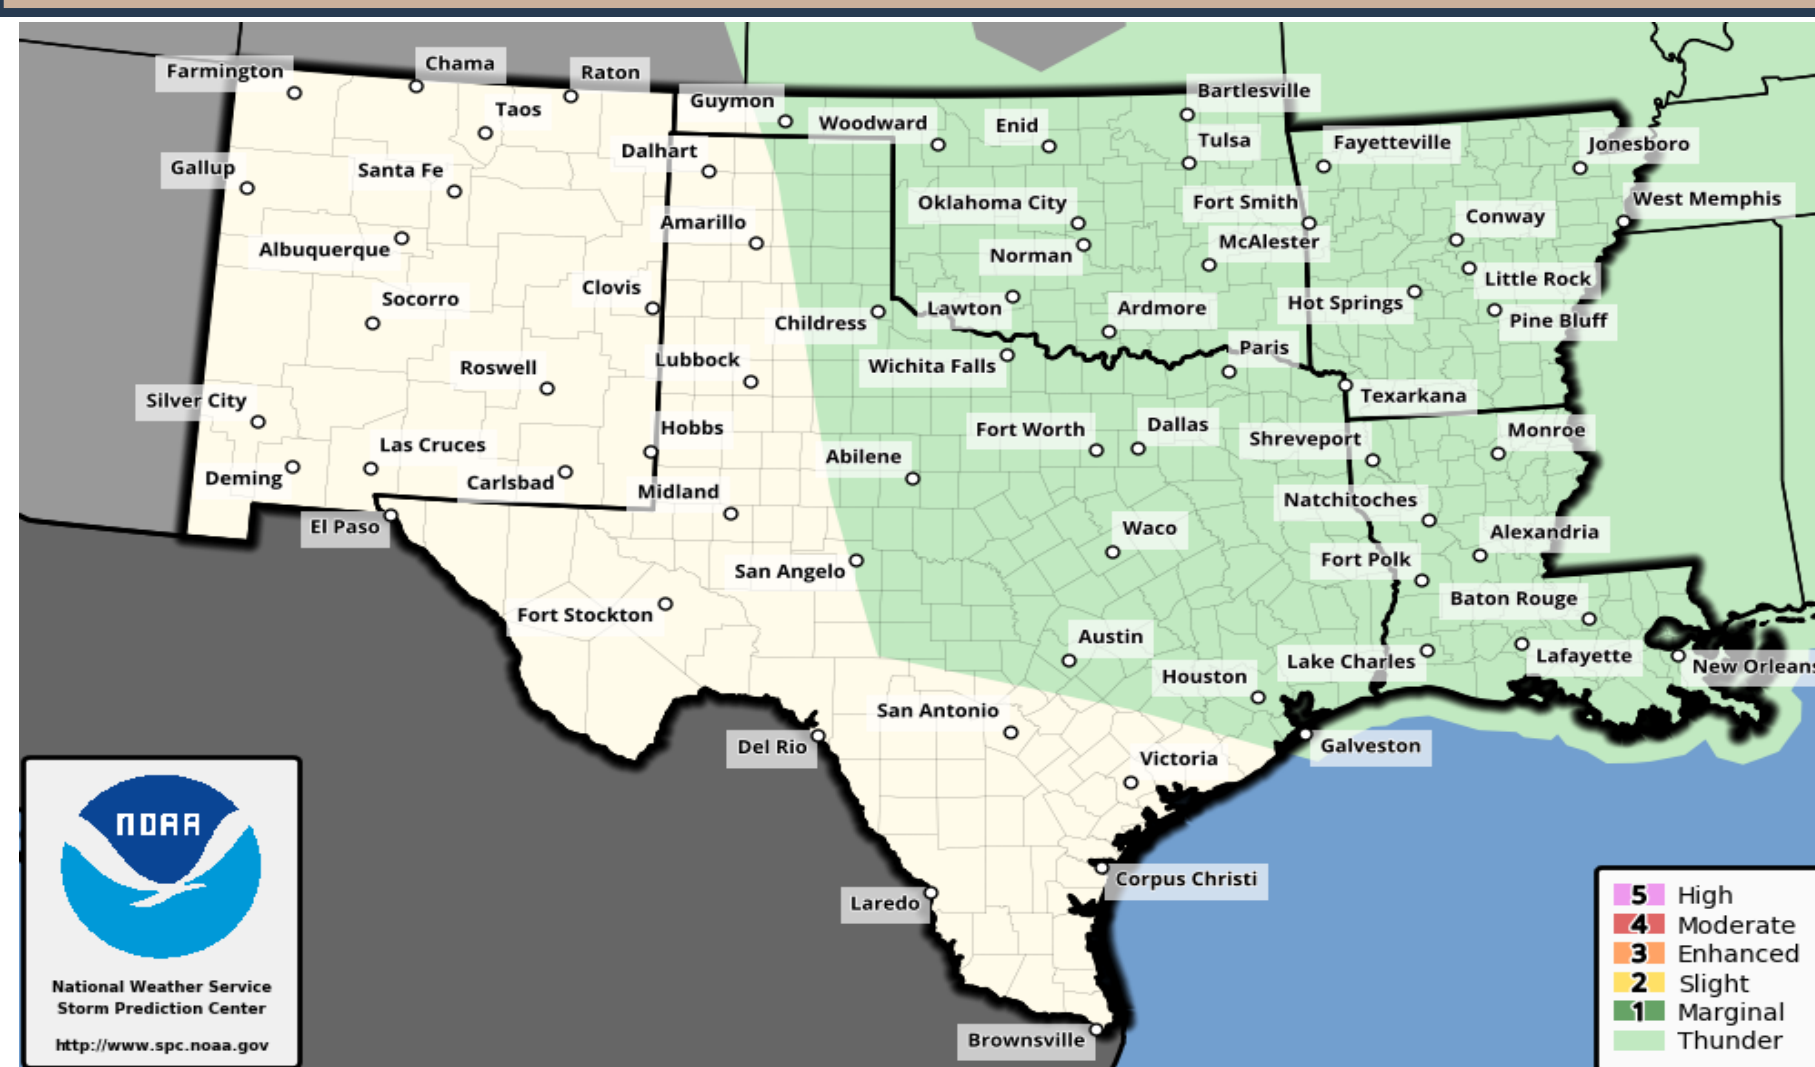 Farmington
Chama
Raton
Guymon
Bartlesville
Taos
Woodward
Enid
Tulsa
Fayetteville
Jonesboro
Dalhart
Gallup
Santa Fe
West Memphis
Oklahoma City
Fort Smith
Conway
Amarillo
McAlester
Albuquerque
Norman
Little Rock
Clovis
Socorro
Hot Springs
Lawton
Ardmore
Childress
Pine Bluff
Paris
Lubbock
Roswell
Wichita Falls
Texarkana
Silver City
Hobbs
Fort Worth
Dallas
Shreveport
Monroe
Las Cruces
Abilene
Deming
Carlsbad
Midland
Natchitoches
El Paso
Waco
Alexandria
San Angelo
Fort Polk
Baton Rouge
Fort Stockton
Austin
Lake Charles
Lafayette
New Orleans
Houston
San Antonio
Del Rio
Galveston
Victoria
Corpus Christi
Laredo
Brownsville
NOAA
National Weather Service
Storm Prediction Center
http://www.spc.noaa.gov
5 High
4 Moderate
3 Enhanced
2 Slight
1 Marginal
Thunder